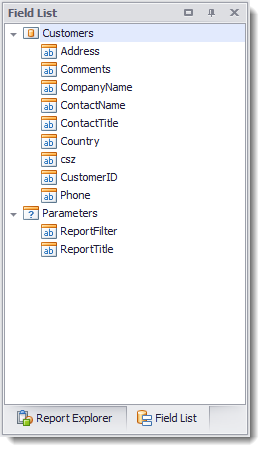 Field List
Customers
Address
Comments
CompanyName
ContactName
ContactTitle
Country
csz
CustomerID
Phone
Parameters
ReportFilter
ReportTitle
Report Explorer Field List